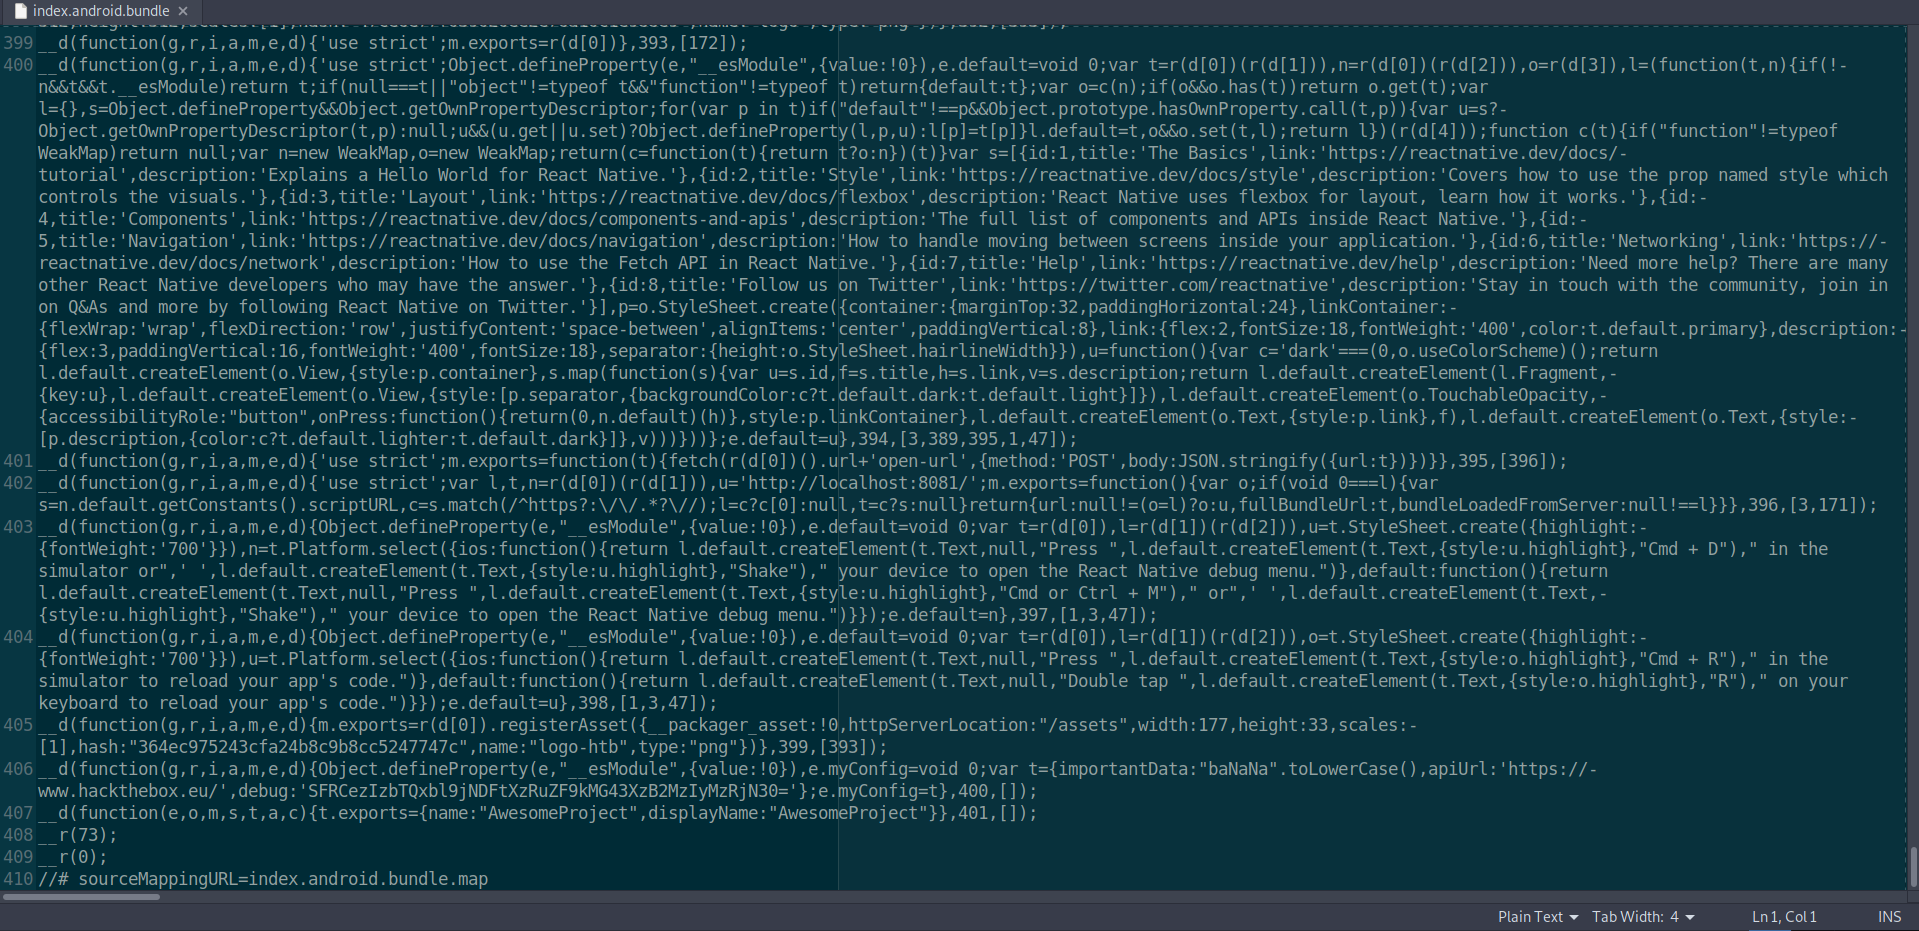 index.android.bundle ×
399 __d(function(g,r,i,a,m,e,d){'use strict';m.exports=r(d[0])},393,[172]);
400 __d(function(g,r,i,a,m,e,d){'use strict';Object.defineProperty(e,"__esModule",{value:!0}),e.default=void 0;var t=r(d[0])(r(d[1])),n=r(d[0])(r(d[2])),o=r(d[3]),l=(function(t,n){if(!-
n&&t&&t.__esModule)return t;if(null===t||"object"!=typeof t&&"function"!=typeof t)return{default:t};var o=c(n);if(o&&o.has(t))return o.get(t);var
l={},s=Object.defineProperty&&Object.getOwnPropertyDescriptor;for(var p in t)if("default"!==p&&Object.prototype.hasOwnProperty.call(t,p)){var u=s?-
Object.getOwnPropertyDescriptor(t,p):null;u&&(u.get||u.set)?Object.defineProperty(l,p,u):l[p]=t[p]}l.default=t,o&&o.set(t,l);return l})(r(d[4]));function c(t){if("function"!=typeof
WeakMap)return null;var n=new WeakMap,o=new WeakMap;return(c=function(t){return t?o:n})(t)}var s=[{id:1,title:'The Basics',link:'https://reactnative.dev/docs/-
tutorial',description:'Explains a Hello World for React Native.'},{id:2,title:'Style',link:'https://reactnative.dev/docs/style',description:'Covers how to use the prop named style which
controls the visuals.'},{id:3,title:'Layout',link:'https://reactnative.dev/docs/flexbox',description:'React Native uses flexbox for layout, learn how it works.'},{id:-
4,title:'Components',link:'https://reactnative.dev/docs/components-and-apis',description:'The full list of components and APIs inside React Native.'},{id:-
5,title:'Navigation',link:'https://reactnative.dev/docs/navigation',description:'How to handle moving between screens inside your application.'},{id:6,title:'Networking',link:'https://-
reactnative.dev/docs/network',description:'How to use the Fetch API in React Native.'},{id:7,title:'Help',link:'https://reactnative.dev/help',description:'Need more help? There are many
other React Native developers who may have the answer.'},{id:8,title:'Follow us on Twitter',link:'https://twitter.com/reactnative',description:'Stay in touch with the community, join in
on Q&As and more by following React Native on Twitter.'}],p=o.StyleSheet.create({container:{marginTop:32,paddingHorizontal:24},linkContainer:-
{flexWrap:'wrap',flexDirection:'row',justifyContent:'space-between',alignItems:'center',paddingVertical:8},link:{flex:2,fontSize:18,fontWeight:'400',color:t.default.primary},description:-
{flex:3,paddingVertical:16,fontWeight:'400',fontSize:18},separator:{height:o.StyleSheet.hairlineWidth}}),u=function(){var c='dark'===(0,o.useColorScheme)();return
l.default.createElement(o.View,{style:p.container},s.map(function(s){var u=s.id,f=s.title,h=s.link,v=s.description;return l.default.createElement(l.Fragment,-
{key:u},l.default.createElement(o.View,{style:[p.separator,{backgroundColor:c?t.default.dark:t.default.light}]}),l.default.createElement(o.TouchableOpacity,-
{accessibilityRole:"button",onPress:function(){return(0,n.default)(h)},style:p.linkContainer},l.default.createElement(o.Text,{style:p.link},f),l.default.createElement(o.Text,{style:-
[p.description,{color:c?t.default.lighter:t.default.dark}]},v)))}))};e.default=u},394,[3,389,395,1,47]);
401 __d(function(g,r,i,a,m,e,d){'use strict';m.exports=function(t){fetch(r(d[0])().url+'open-url',{method:'POST',body:JSON.stringify({url:t})})}},395,[396]);
402 __d(function(g,r,i,a,m,e,d){'use strict';var l,t,n=r(d[0])(r(d[1])),u='http://localhost:8081/';m.exports=function(){var o;if(void 0===l){var
s=n.default.getConstants().scriptURL,c=s.match(/^https?:\/\/.*?\//);l=c?c[0]:null,t=c?s:null}return{url:null!=(o=l)?o:u,fullBundleUrl:t,bundleLoadedFromServer:null!==l}}},396,[3,171]);
403 __d(function(g,r,i,a,m,e,d){Object.defineProperty(e,"__esModule",{value:!0}),e.default=void 0;var t=r(d[0]),l=r(d[1])(r(d[2])),u=t.StyleSheet.create({highlight:-
{fontWeight:'700'}}),n=t.Platform.select({ios:function(){return l.default.createElement(t.Text,null,"Press ",l.default.createElement(t.Text,{style:u.highlight},"Cmd + D")," in the
simulator or",' ',l.default.createElement(t.Text,{style:u.highlight},"Shake")," your device to open the React Native debug menu.")},default:function(){return
l.default.createElement(t.Text,null,"Press ",l.default.createElement(t.Text,{style:u.highlight},"Cmd or Ctrl + M")," or",' ',l.default.createElement(t.Text,-
{style:u.highlight},"Shake")," your device to open the React Native debug menu.")}});e.default=n},397,[1,3,47]);
404 __d(function(g,r,i,a,m,e,d){Object.defineProperty(e,"__esModule",{value:!0}),e.default=void 0;var t=r(d[0]),l=r(d[1])(r(d[2])),o=t.StyleSheet.create({highlight:-
{fontWeight:'700'}}),u=t.Platform.select({ios:function(){return l.default.createElement(t.Text,null,"Press ",l.default.createElement(t.Text,{style:o.highlight},"Cmd + R")," in the
simulator to reload your app's code.")},default:function(){return l.default.createElement(t.Text,null,"Double tap ",l.default.createElement(t.Text,{style:o.highlight},"R")," on your
keyboard to reload your app's code.")}});e.default=u},398,[1,3,47]);
405 __d(function(g,r,i,a,m,e,d){m.exports=r(d[0]).registerAsset({__packager_asset:!0,httpServerLocation:"/assets",width:177,height:33,scales:-
[1],hash:"364ec975243cfa24b8c9b8cc5247747c",name:"logo-htb",type:"png"})},399,[393]);
406 __d(function(g,r,i,a,m,e,d){Object.defineProperty(e,"__esModule",{value:!0}),e.myConfig=void 0;var t={importantData:"baNaNa".toLowerCase(),apiUrl:'https://-
www.hackthebox.eu/',debug:'SFRCezIzbTQxbl9jNDFtXzRuZF9kMG43XzB2MzIyMzRjN30='};e.myConfig=t},400,[]);
407 __d(function(e,o,m,s,t,a,c){t.exports={name:"AwesomeProject",displayName:"AwesomeProject"}},401,[]);
408 __r(73);
409 __r(0);
410 //# sourceMappingURL=index.android.bundle.map
Plain Text Tab Width: 4 Ln 1, Col 1 INS